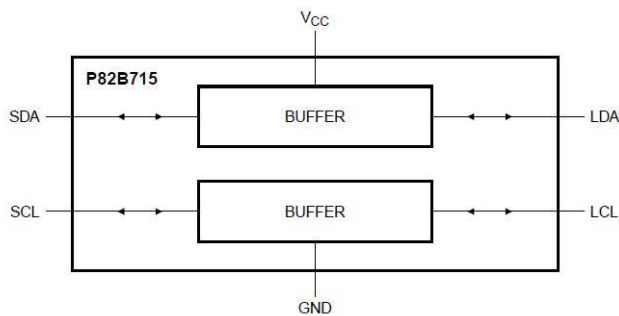 VCC
P82B715
SDA
BUFFER
LDA
SCL
BUFFER
LCL
GND